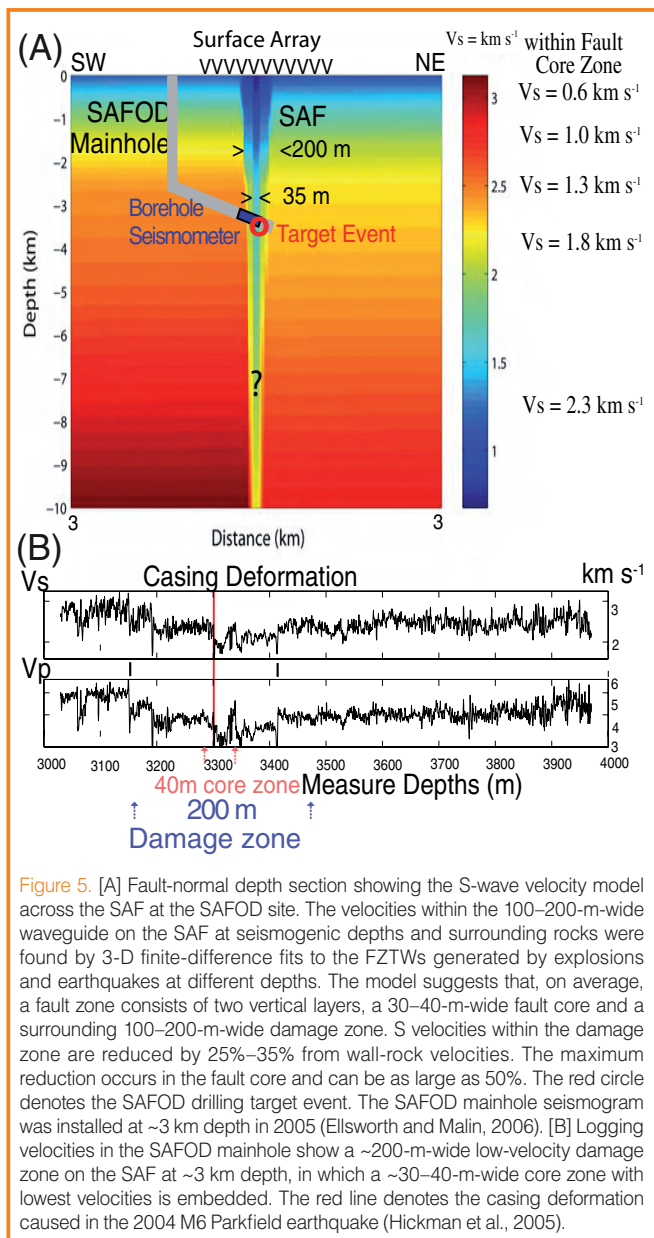 (A)
Surface Array
Vs = km s-1 within Fault
Core Zone
SW
VVVVVVVVVVV
NE
SAFOD
Mainhole
SAF
> <200 m
> < 35 m
Borehole
Seismometer
Target Event
?
0
−1
−2
−3
−4
−5
−6
−7
−8
−9
−10
Depth (km)
3
3
Distance (km)
3
2.5
2
1.5
1
Vs = 0.6 km s-1
Vs = 1.0 km s-1
Vs = 1.3 km s-1
Vs = 1.8 km s-1
Vs = 2.3 km s-1
(B)
Vs
Casing Deformation
km s-1
3
2
Vp
6
5
4
3
3000 3100 3200 3300 3400 3500 3600 3700 3800 3900 4000
40m core zone Measure Depths (m)
200 m
Damage zone
Figure 5. [A] Fault-normal depth section showing the S-wave velocity model
across the SAF at the SAFOD site. The velocities within the 100–200-m-wide
waveguide on the SAF at seismogenic depths and surrounding rocks were
found by 3-D finite-difference fits to the FZTWs generated by explosions
and earthquakes at different depths. The model suggests that, on average,
a fault zone consists of two vertical layers, a 30–40-m-wide fault core and a
surrounding 100–200-m-wide damage zone. S velocities within the damage
zone are reduced by 25%–35% from wall-rock velocities. The maximum
reduction occurs in the fault core and can be as large as 50%. The red circle
denotes the SAFOD drilling target event. The SAFOD mainhole seismogram
was installed at ~3 km depth in 2005 (Ellsworth and Malin, 2006). [B] Logging
velocities in the SAFOD mainhole show a ~200-m-wide low-velocity damage
zone on the SAF at ~3 km depth, in which a ~30–40-m-wide core zone with
lowest velocities is embedded. The red line denotes the casing deformation
caused in the 2004 M6 Parkfield earthquake (Hickman et al., 2005).